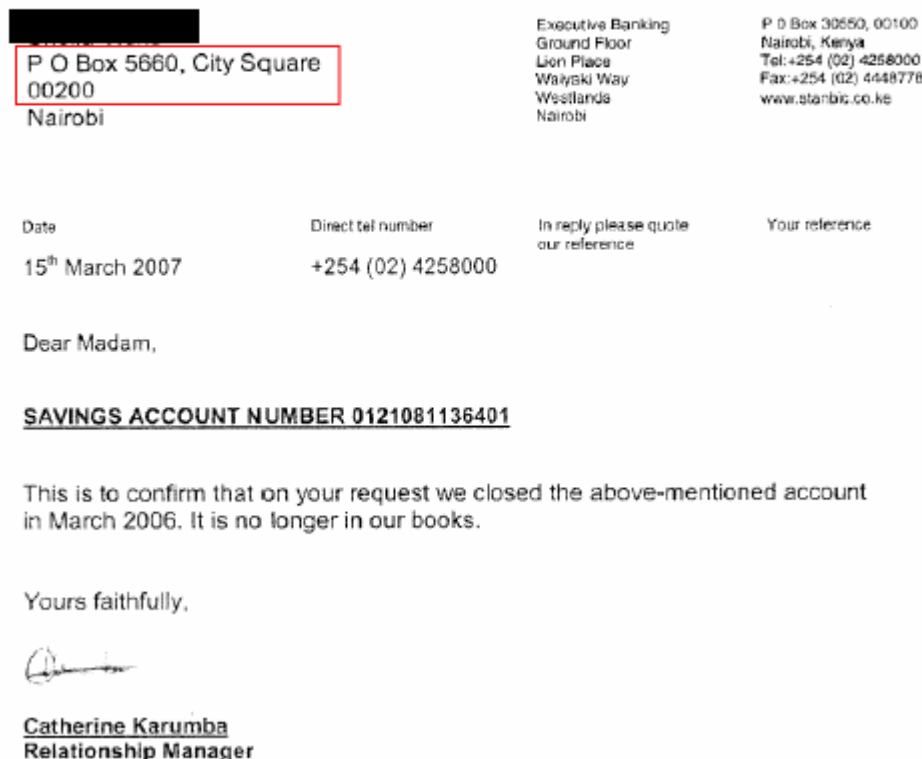 P O Box 5660, City Square
00200
Nairobi
Executive Banking
Ground Floor
Lion Place
Waiyaki Way
Westlands
Nairobi
P O Box 30550, 00100
Nairobi, Kenya
Tel:+254 (02) 4258000
Fax:+254 (02) 4448778
www.stanbic.co.ke
Date
15th March 2007
Direct tel number
+254 (02) 4258000
In reply please quote
our reference
Your reference
Dear Madam,
SAVINGS ACCOUNT NUMBER 0121081136401
This is to confirm that on your request we closed the above-mentioned account
in March 2006. It is no longer in our books.
Yours faithfully,
Catherine Karumba
Relationship Manager